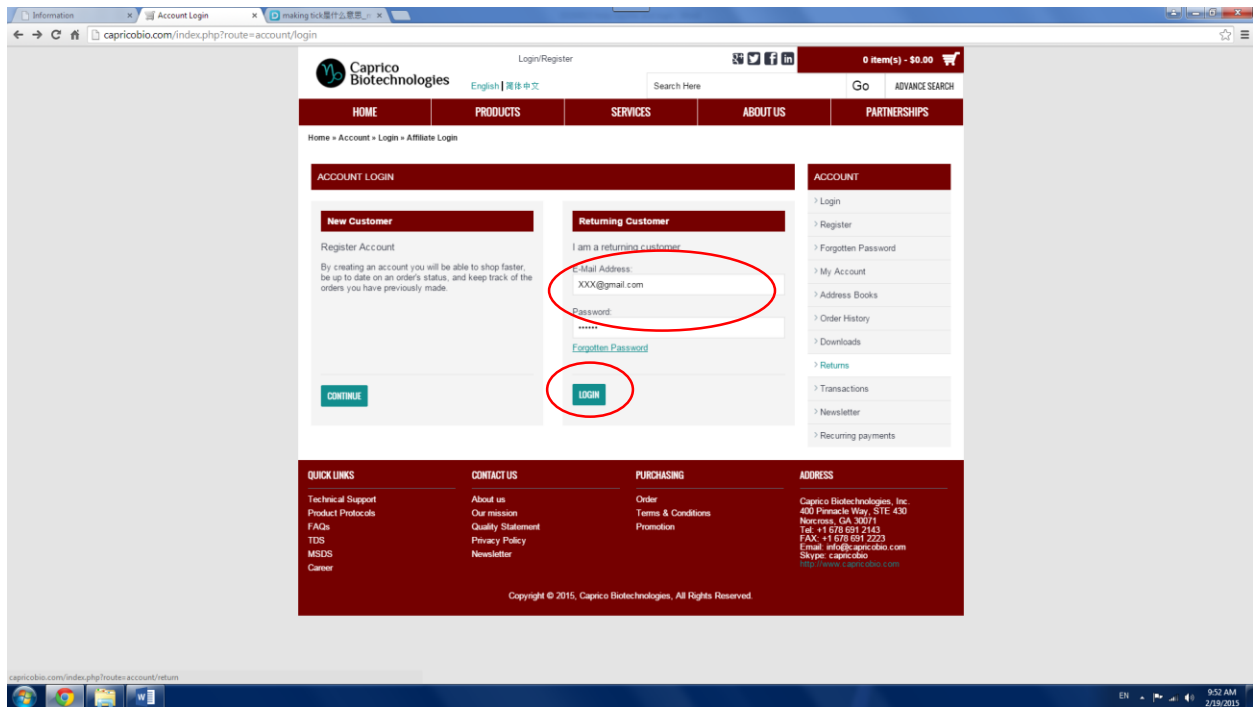 Information
Account Login
making tick是什么意思_
capricobio.com/index.php?route=account/login
Caprico
Biotechnologies
Login/Register
English 简体中文
Search Here
0 item(s) - $0.00
Go
ADVANCE SEARCH
HOME
PRODUCTS
SERVICES
ABOUT US
PARTNERSHIPS
Home » Account » Login » Affiliate Login
ACCOUNT LOGIN
New Customer
Register Account
By creating an account you will be able to shop faster,
be up to date on an order's status, and keep track of the
orders you have previously made.
CONTINUE
Returning Customer
I am a returning customer
E-Mail Address:
XXX@gmail.com
Password:
••••••
Forgotten Password
LOGIN
ACCOUNT
Login
Register
Forgotten Password
My Account
Address Books
Order History
Downloads
Returns
Transactions
Newsletter
Recurring payments
QUICK LINKS
Technical Support
Product Protocols
FAQs
TDS
MSDS
Career
CONTACT US
About us
Our mission
Quality Statement
Privacy Policy
Newsletter
PURCHASING
Order
Terms & Conditions
Promotion
ADDRESS
Caprico Biotechnologies, Inc.
400 Pinnacle Way, STE 430
Norcross, GA 30071
Tel: +1 678 691 2143
FAX: +1 678 691 2223
Email: info@capricobio.com
Skype: capricobio
http://www.capricobio.com
Copyright © 2015, Caprico Biotechnologies, All Rights Reserved.
capricobio.com/index.php?route=account/return
EN
9:52 AM
2/19/2015